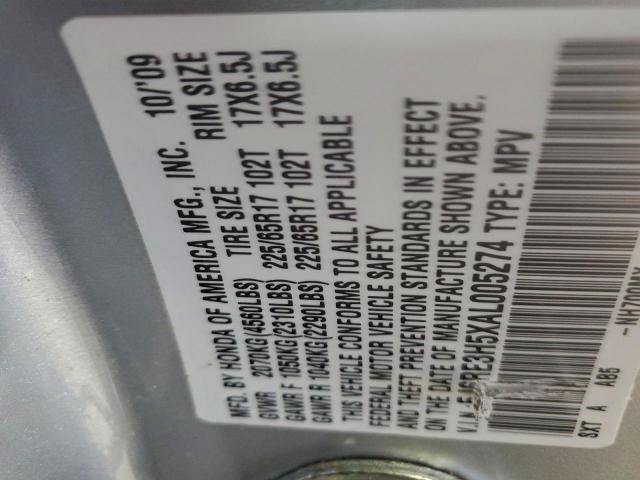 MFD. BY HONDA OF AMERICA MFG., INC. 10/'09
GVWR 2070KG(4560LBS) TIRE SIZE RIM SIZE
GAWR F 1050KG(2310LBS) 225/65R17 102T 17X6.5J
GAWR R 1040KG(2290LBS) 225/65R17 102T 17X6.5J
THIS VEHICLE CONFORMS TO ALL APPLICABLE
FEDERAL MOTOR VEHICLE SAFETY
AND THEFT PREVENTION STANDARDS IN EFFECT
ON THE DATE OF MANUFACTURE SHOWN ABOVE.
RE3H5XAL005274 TYPE: MPV
SXT A AB5